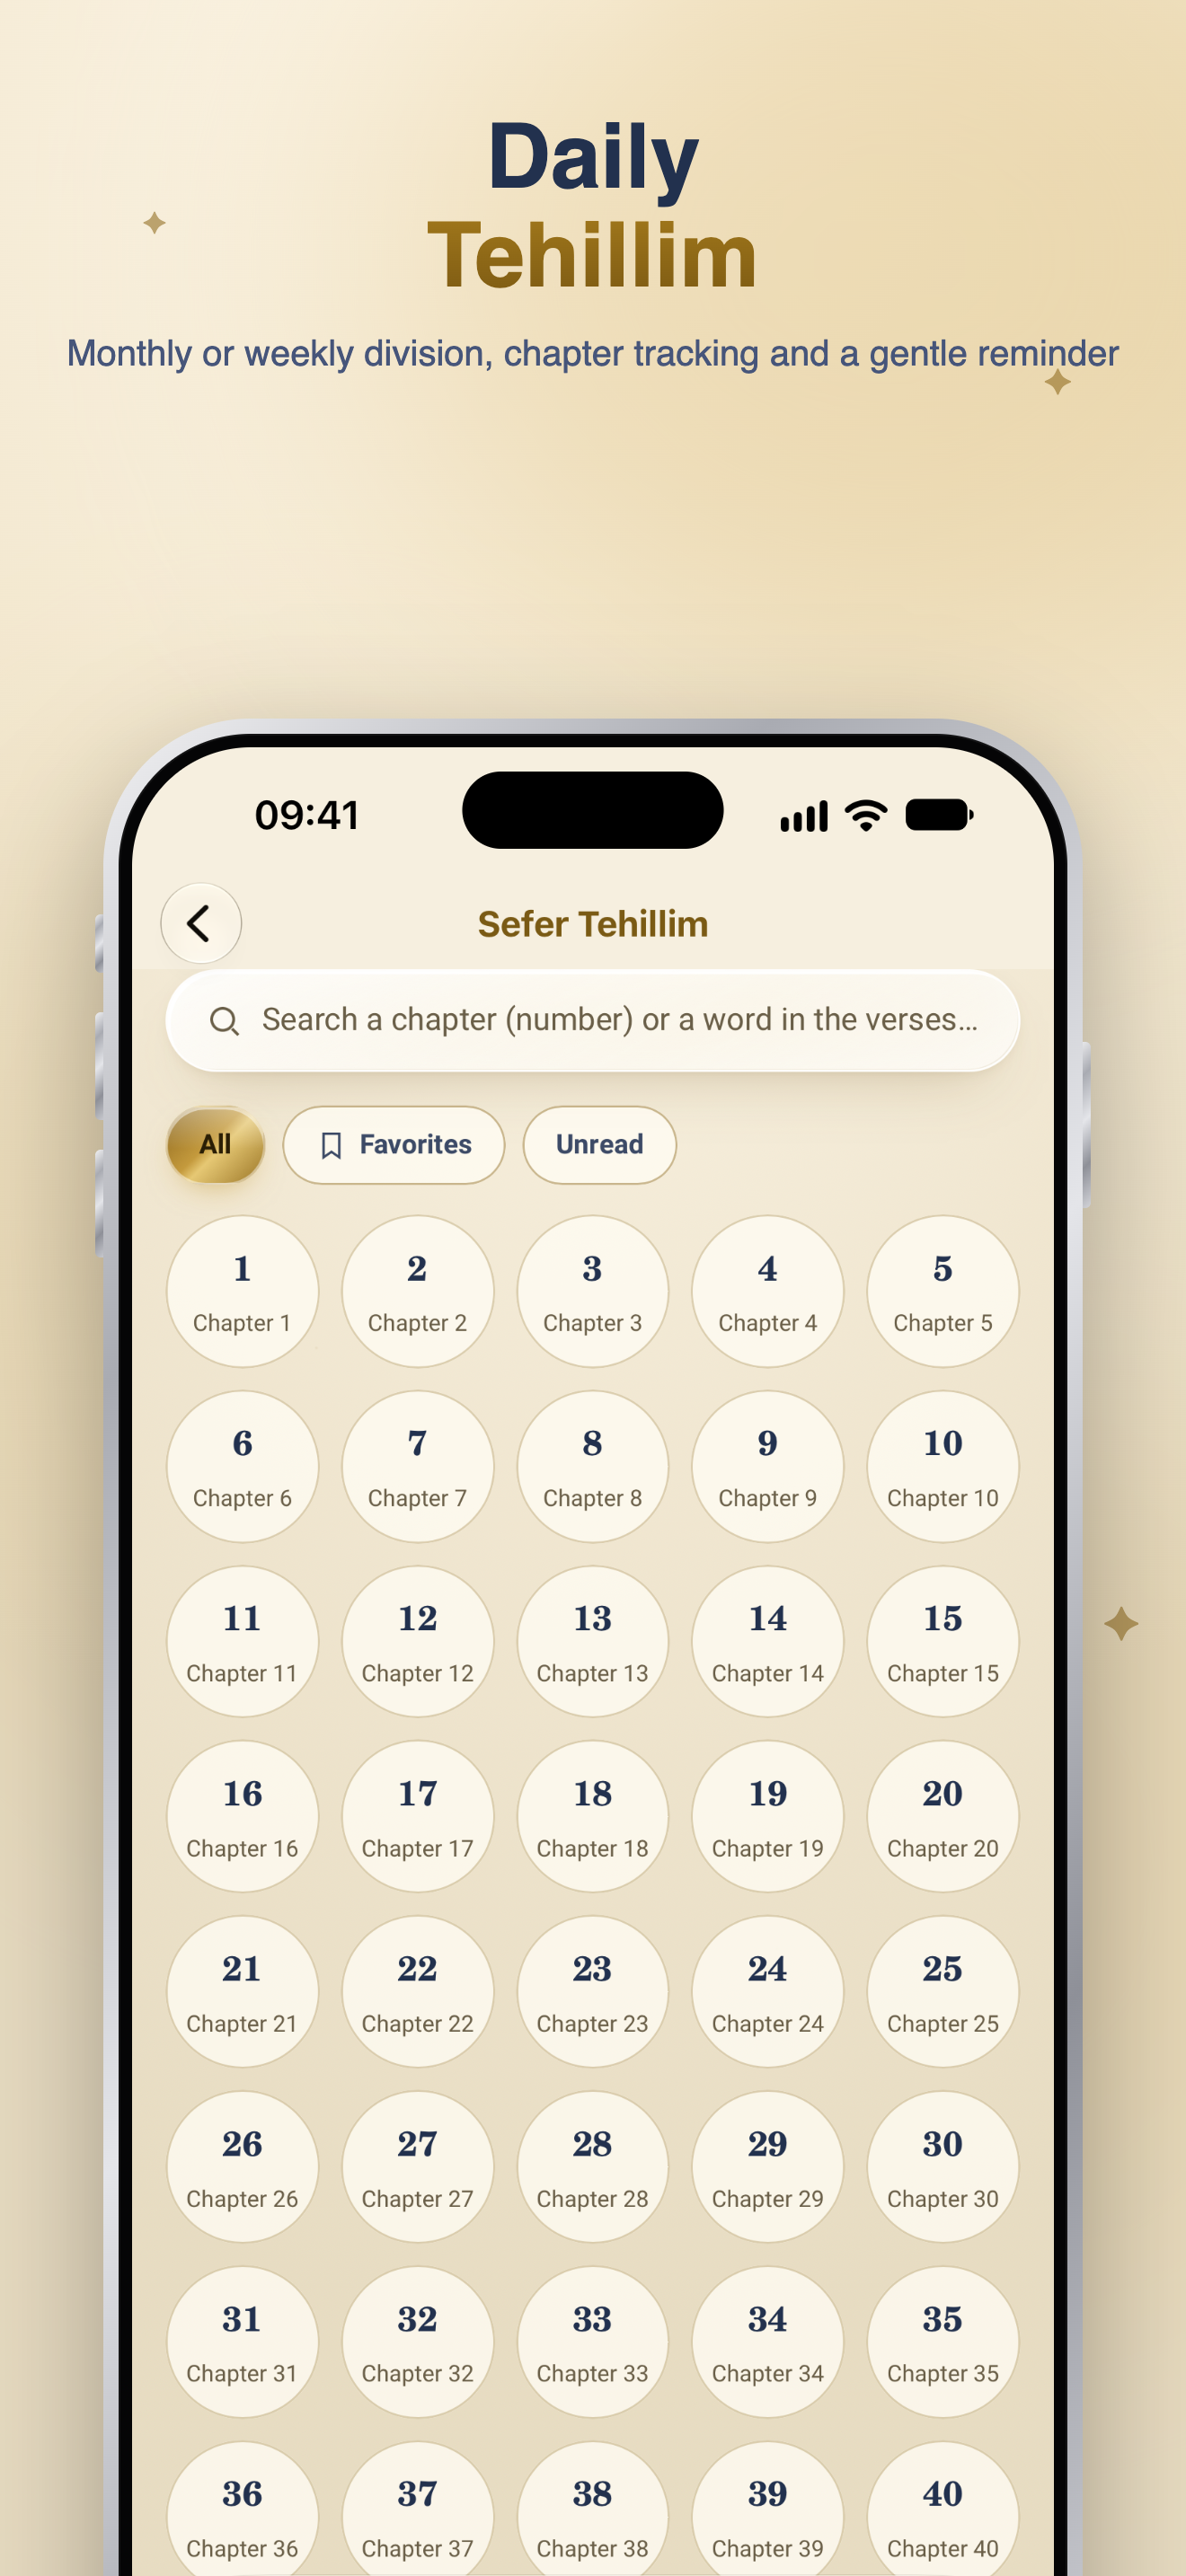 Daily
Tehillim
Monthly or weekly division, chapter tracking and a gentle reminder
09:41
Sefer Tehillim
Search a chapter (number) or a word in the verses...
All Favorites Unread
1 2 3 4 5
Chapter 1 Chapter 2 Chapter 3 Chapter 4 Chapter 5
6 7 8 9 10
Chapter 6 Chapter 7 Chapter 8 Chapter 9 Chapter 10
11 12 13 14 15
Chapter 11 Chapter 12 Chapter 13 Chapter 14 Chapter 15
16 17 18 19 20
Chapter 16 Chapter 17 Chapter 18 Chapter 19 Chapter 20
21 22 23 24 25
Chapter 21 Chapter 22 Chapter 23 Chapter 24 Chapter 25
26 27 28 29 30
Chapter 26 Chapter 27 Chapter 28 Chapter 29 Chapter 30
31 32 33 34 35
Chapter 31 Chapter 32 Chapter 33 Chapter 34 Chapter 35
36 37 38 39 40
Chapter 36 Chapter 37 Chapter 38 Chapter 39 Chapter 40